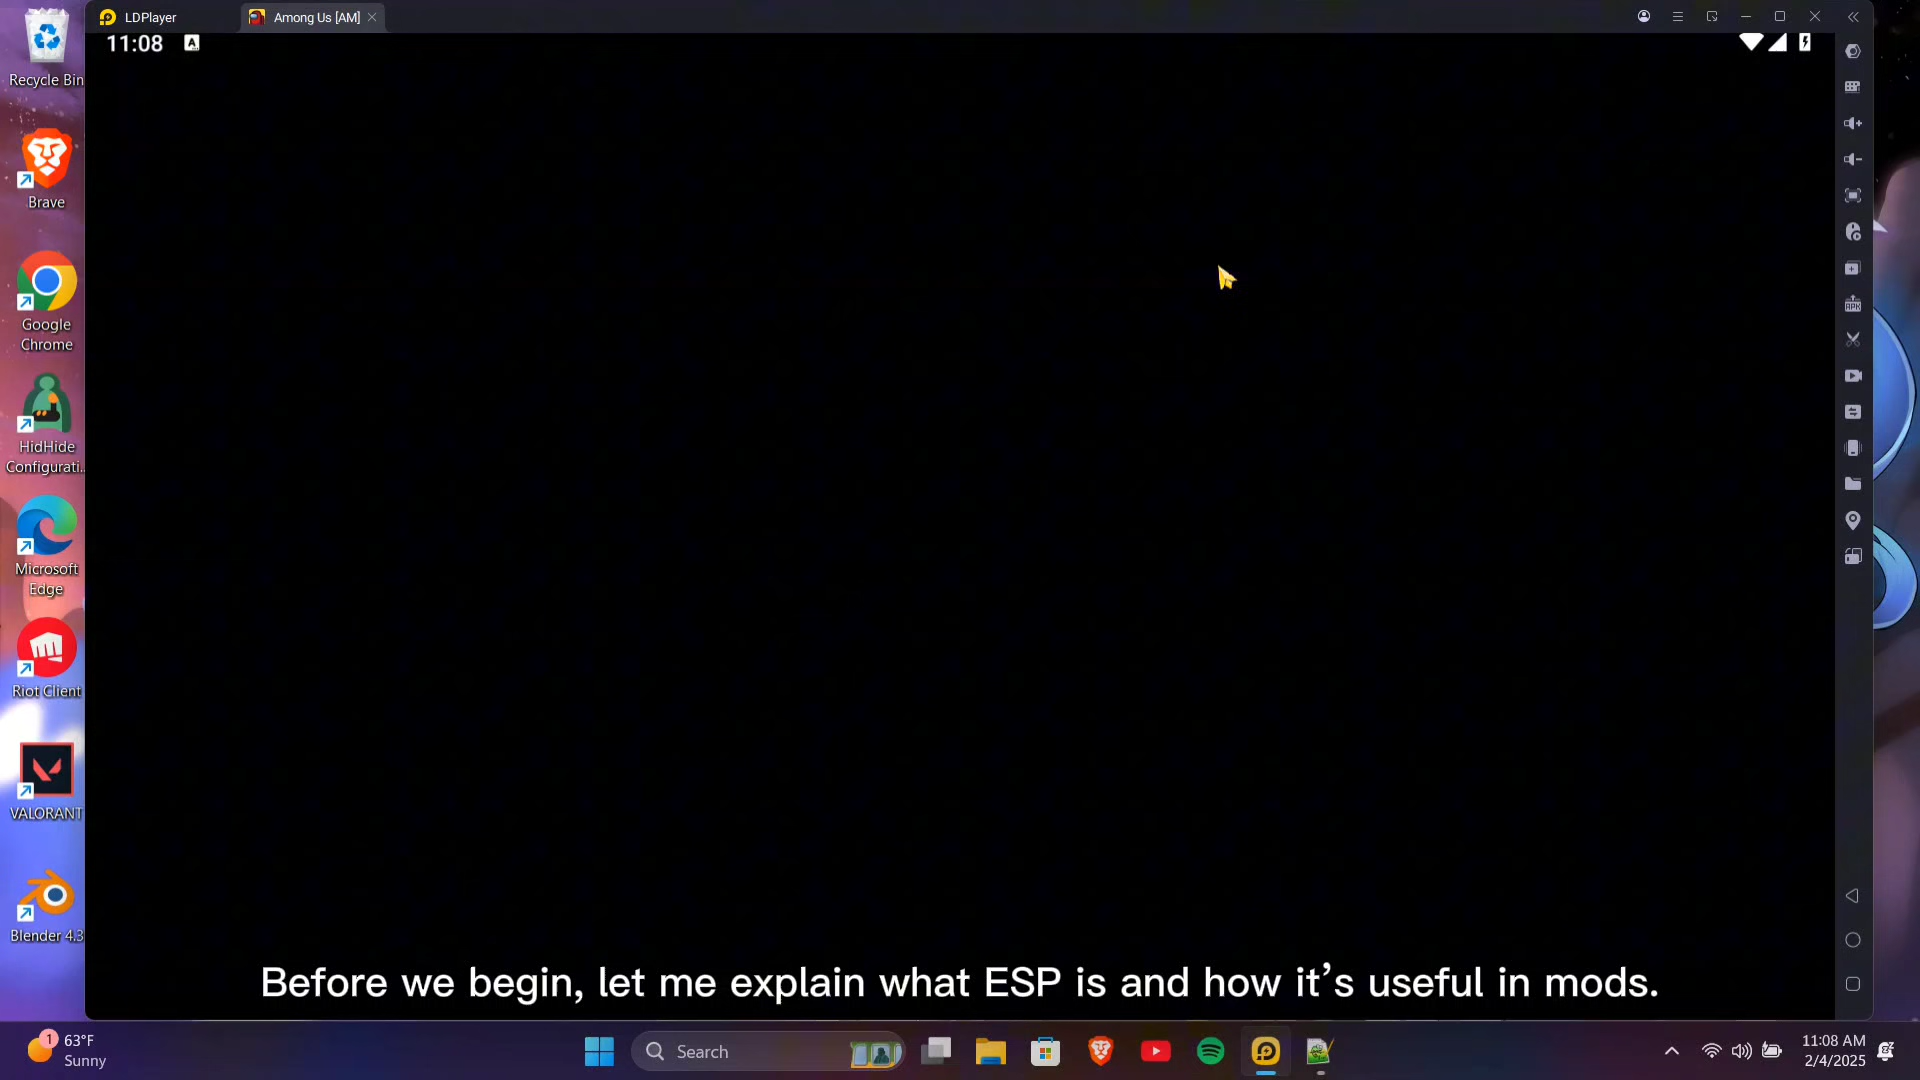 LDPlayer
Among Us [AM]
11:08
Recycle Bin
Brave
Google
Chrome
HidHide
Configurati...
Microsoft
Edge
Riot Client
VALORANT
Blender 4.3
APK
Before we begin, let me explain what ESP is and how it's useful in mods.
1
63°F
Sunny
Search
11:08 AM
2/4/2025